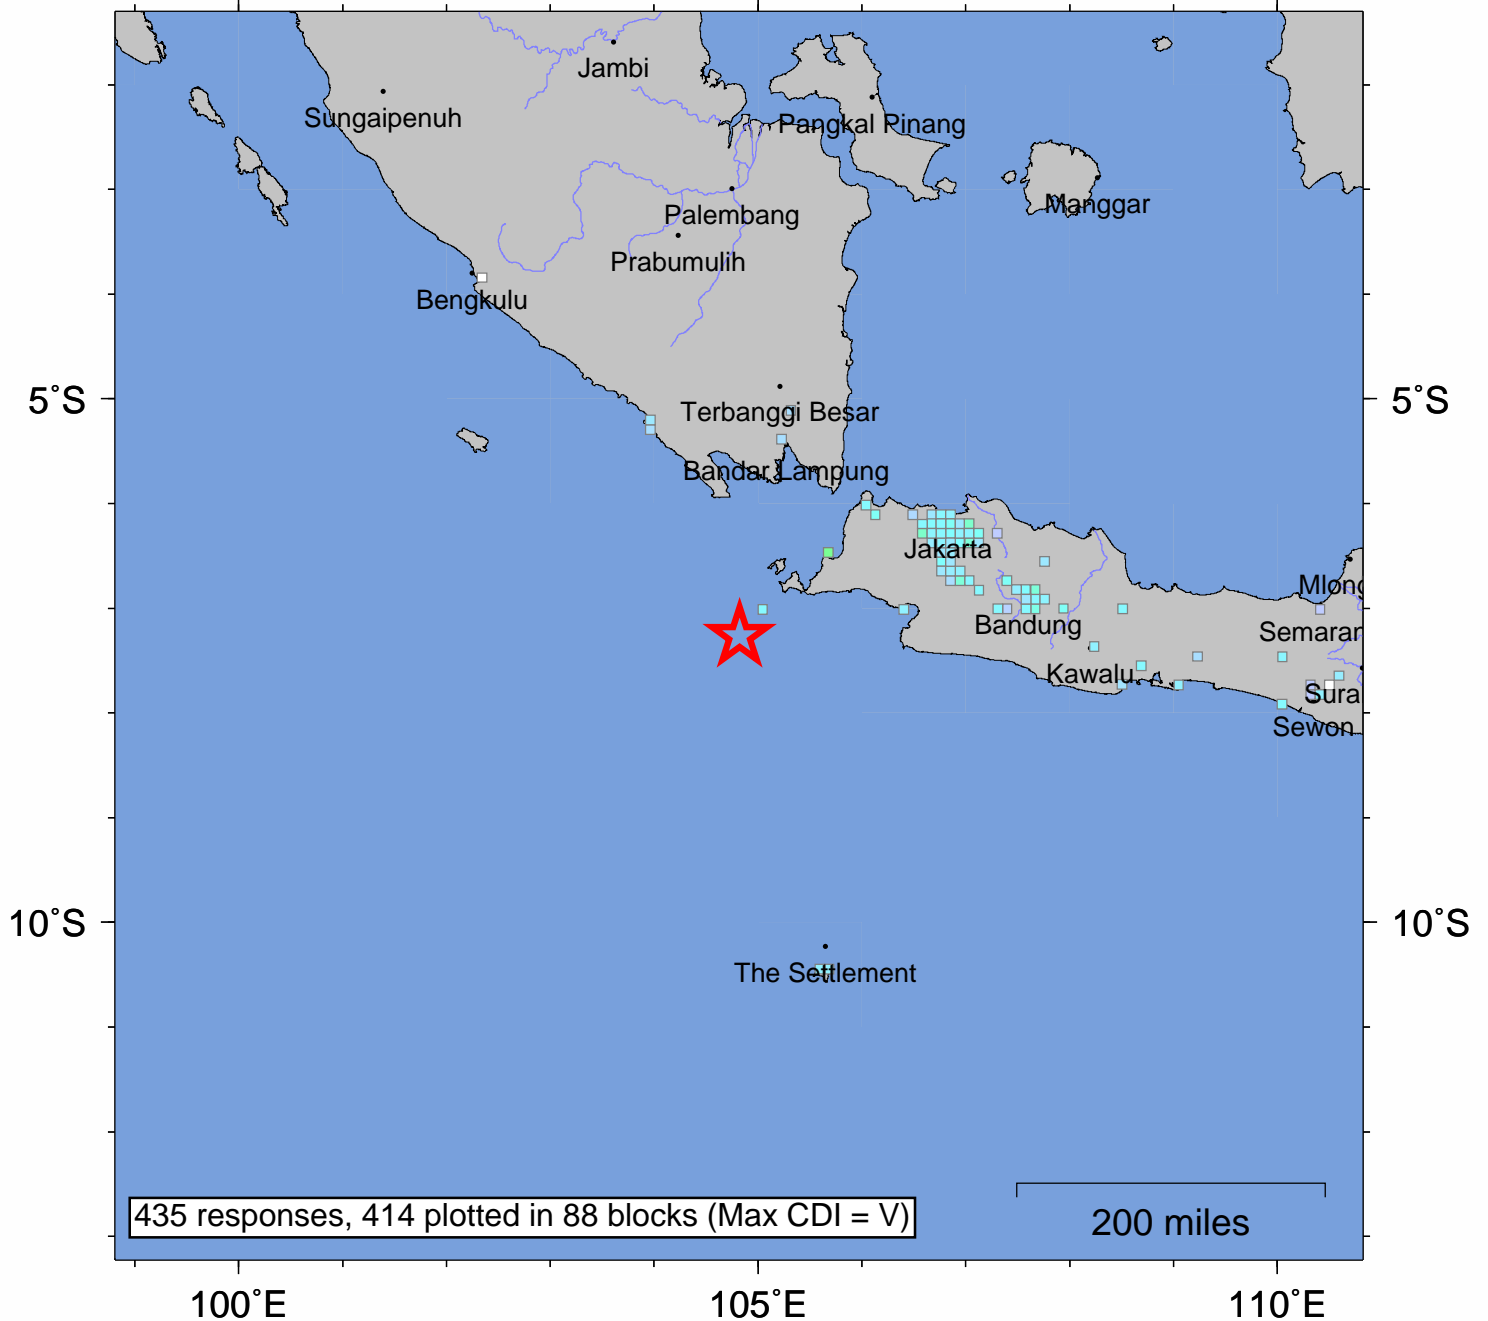 Jambi
Sungaipenuh
Pangkal Pinang
Manggar
Palembang
Prabumulih
Bengkulu
5°S
5°S
Terbanggi Besar
Bandar Lampung
Jakarta
Mlong
Bandung
Semarar
Kawalu
Sura
Sewon
10°S
10°S
The Settlement
435 responses, 414 plotted in 88 blocks (Max CDI = V)
200 miles
100°E
105°E
110°E